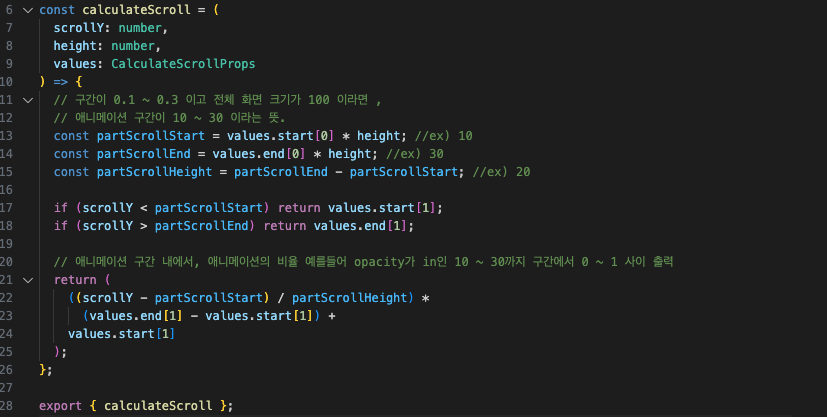 6 const calculateScroll = (
7 scrollY: number,
8 height: number,
9 values: CalculateScrollProps
10 ) => {
11 // 구간이 0.1 ~ 0.3 이고 전체 화면 크기가 100 이라면 ,
12 // 애니메이션 구간이 10 ~ 30 이라는 뜻.
13 const partScrollStart = values.start[0] * height; //ex) 10
14 const partScrollEnd = values.end[0] * height; //ex) 30
15 const partScrollHeight = partScrollEnd - partScrollStart; //ex) 20
16
17 if (scrollY < partScrollStart) return values.start[1];
18 if (scrollY > partScrollEnd) return values.end[1];
19
20 // 애니메이션 구간 내에서, 애니메이션의 비율 예를들어 opacity가 in인 10 ~ 30까지 구간에서 0 ~ 1 사이 출력
21 return (
22 ((scrollY - partScrollStart) / partScrollHeight) *
23 (values.end[1] - values.start[1]) +
24 values.start[1]
25 );
26 };
27
28 export { calculateScroll };